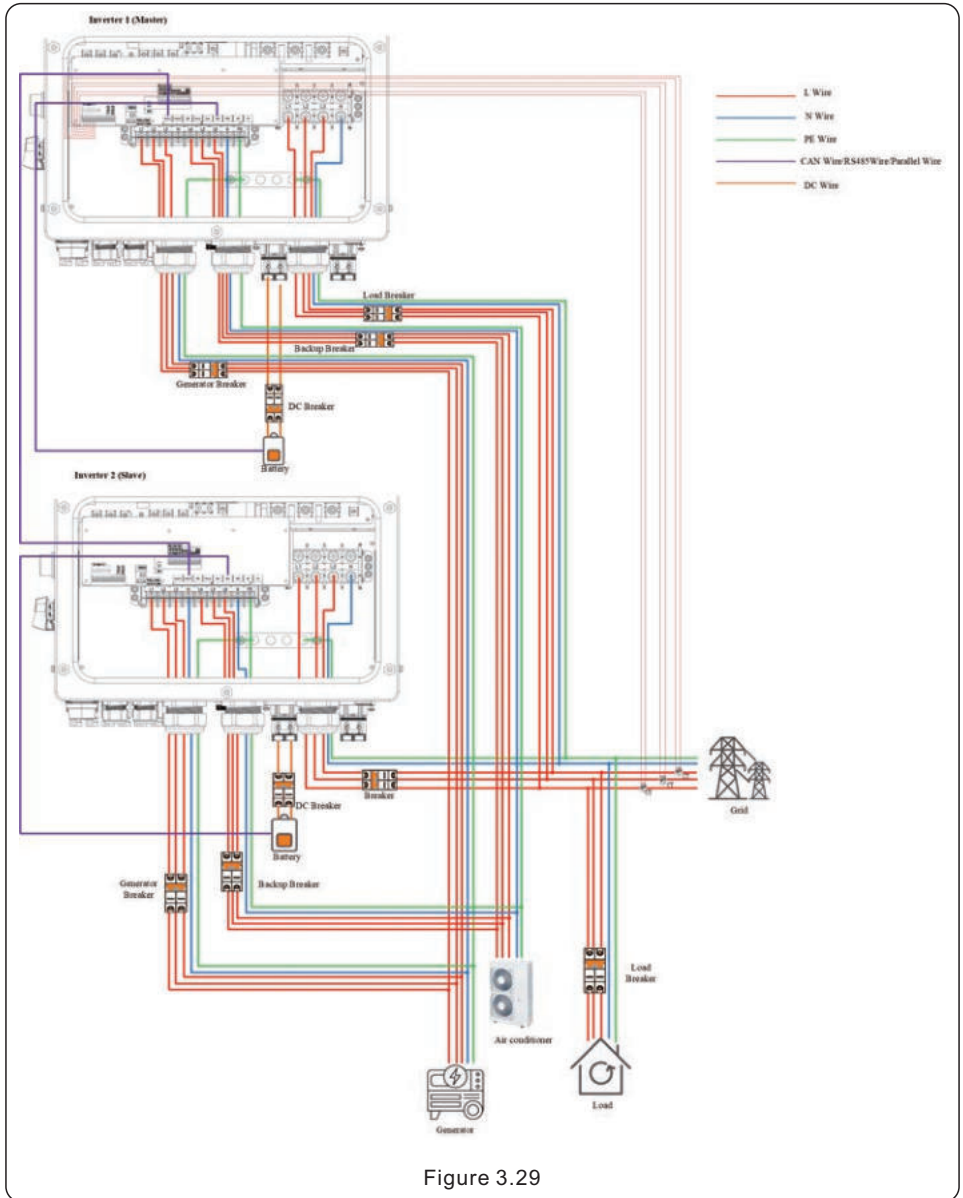 Inverter 1 (Master)
L Wire
N Wire
PE Wire
CAN Wire/RS485Wire/Parallel Wire
DC Wire
Load Breaker
Backup Breaker
Generator Breaker
DC Breaker
Battery
Inverter 2 (Slave)
Breaker
DC Breaker
Grid
Battery
Generator
Breaker
Backup Breaker
Load
Breaker
Air conditioner
Load
Generator
Figure 3.29